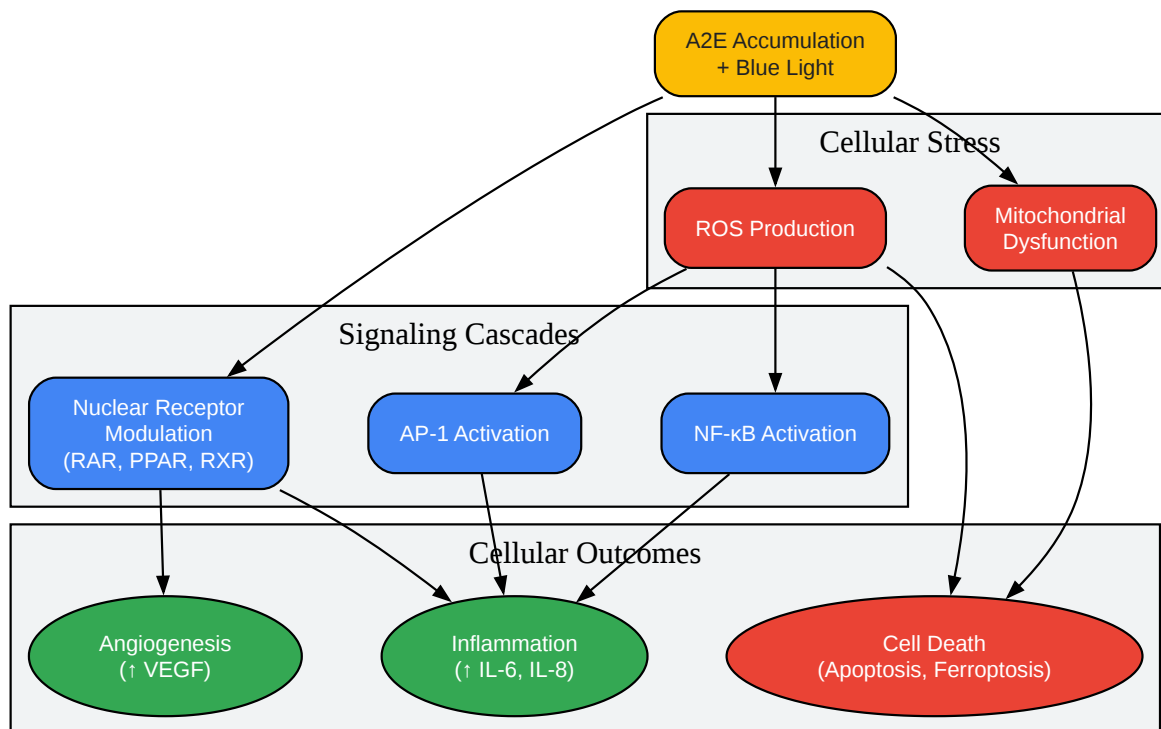 A2E Accumulation
+ Blue Light
Cellular Stress
ROS Production
Mitochondrial
Dysfunction
Signaling Cascades
Nuclear Receptor
Modulation
(RAR, PPAR, RXR)
AP-1 Activation
NF-κB Activation
Cellular Outcomes
Angiogenesis
(↑ VEGF)
Inflammation
(↑ IL-6, IL-8)
Cell Death
(Apoptosis, Ferroptosis)